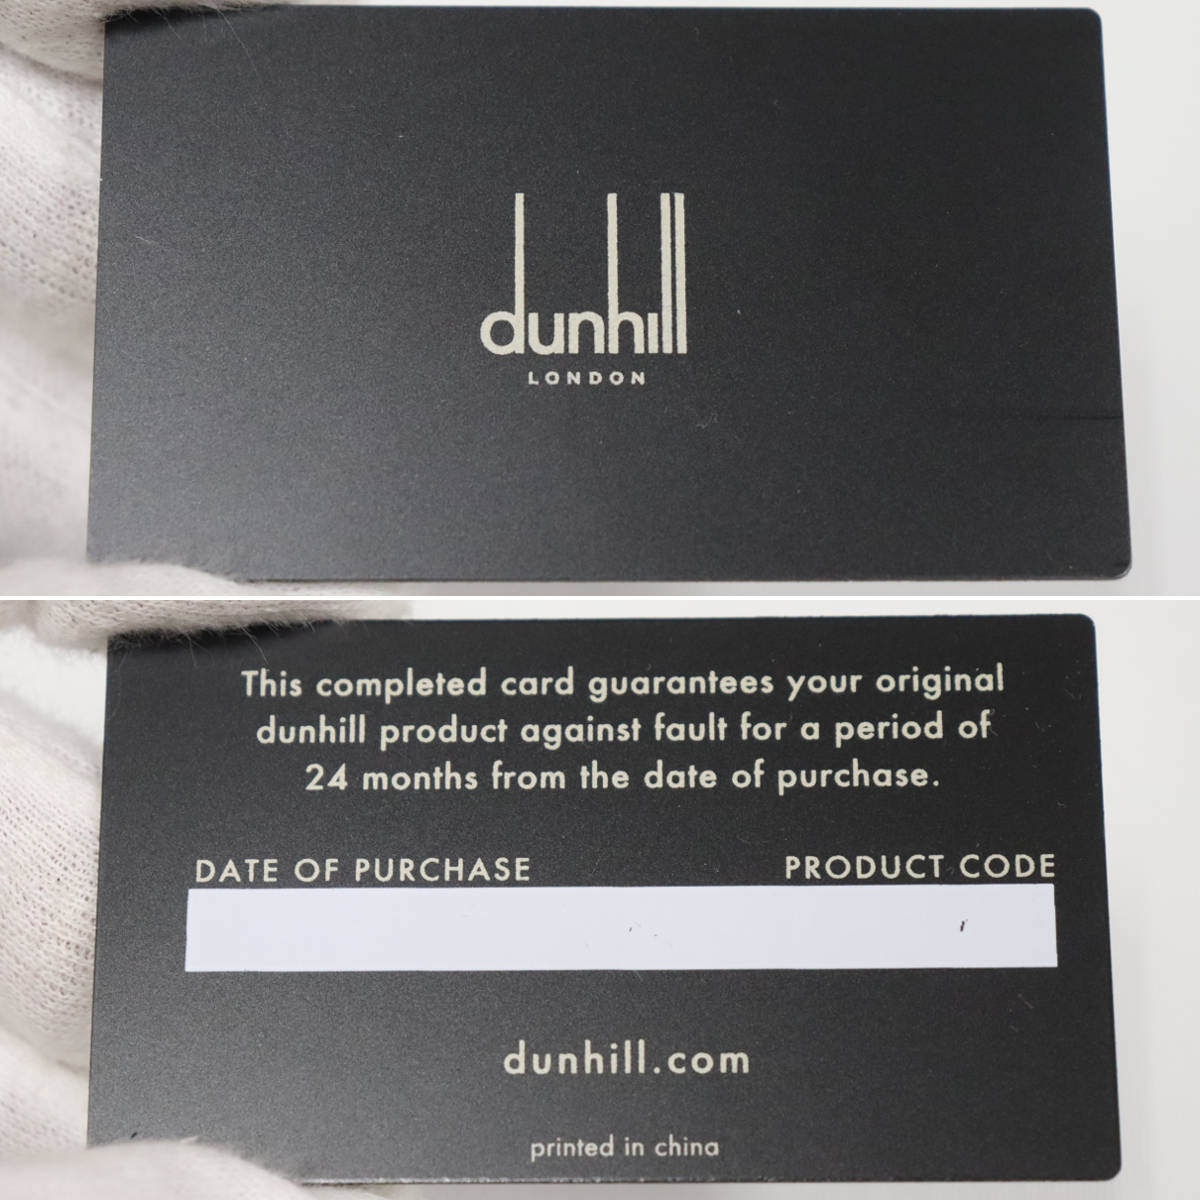 dunhill
LONDON
This completed card guarantees your original
dunhill product against fault for a period of
24 months from the date of purchase.
DATE OF PURCHASE PRODUCT CODE
dunhill.com
printed in china